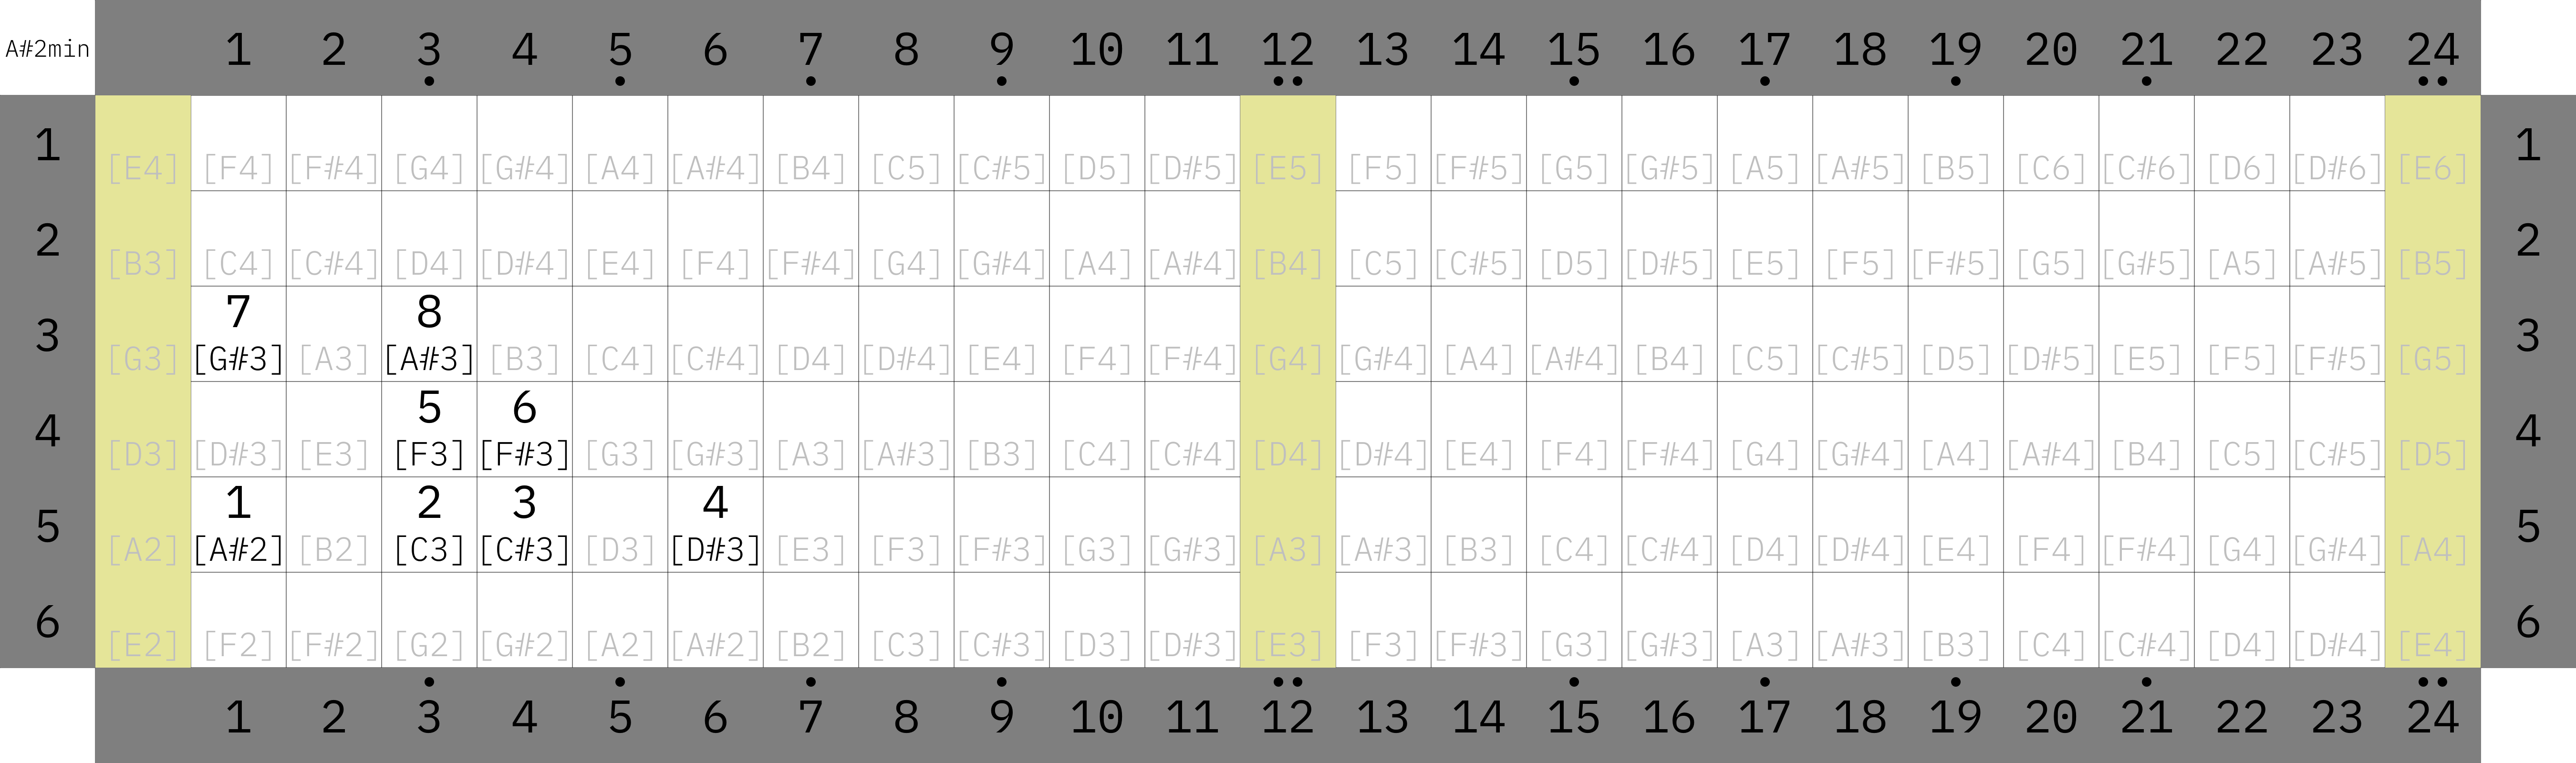 A#2min 1 2 3 4 5 6 7 8 9 10 11 12 13 14 15 16 17 18 19 20 21 22 23 24
1 [E4] [F4] [F#4] [G4] [G#4] [A4] [A#4] [B4] [C5] [C#5] [D5] [D#5] [E5] [F5] [F#5] [G5] [G#5] [A5] [A#5] [B5] [C6] [C#6] [D6] [D#6] [E6] 1
2 [B3] [C4] [C#4] [D4] [D#4] [E4] [F4] [F#4] [G4] [G#4] [A4] [A#4] [B4] [C5] [C#5] [D5] [D#5] [E5] [F5] [F#5] [G5] [G#5] [A5] [A#5] [B5] 2
7 8
3 [G3] [G#3] [A3] [A#3] [B3] [C4] [C#4] [D4] [D#4] [E4] [F4] [F#4] [G4] [G#4] [A4] [A#4] [B4] [C5] [C#5] [D5] [D#5] [E5] [F5] [F#5] [G5] 3
5 6
4 [D3] [D#3] [E3] [F3] [F#3] [G3] [G#3] [A3] [A#3] [B3] [C4] [C#4] [D4] [D#4] [E4] [F4] [F#4] [G4] [G#4] [A4] [A#4] [B4] [C5] [C#5] [D5] 4
1 2 3 4
5 [A2] [A#2] [B2] [C3] [C#3] [D3] [D#3] [E3] [F3] [F#3] [G3] [G#3] [A3] [A#3] [B3] [C4] [C#4] [D4] [D#4] [E4] [F4] [F#4] [G4] [G#4] [A4] 5
6 [E2] [F2] [F#2] [G2] [G#2] [A2] [A#2] [B2] [C3] [C#3] [D3] [D#3] [E3] [F3] [F#3] [G3] [G#3] [A3] [A#3] [B3] [C4] [C#4] [D4] [D#4] [E4] 6
1 2 3 4 5 6 7 8 9 10 11 12 13 14 15 16 17 18 19 20 21 22 23 24